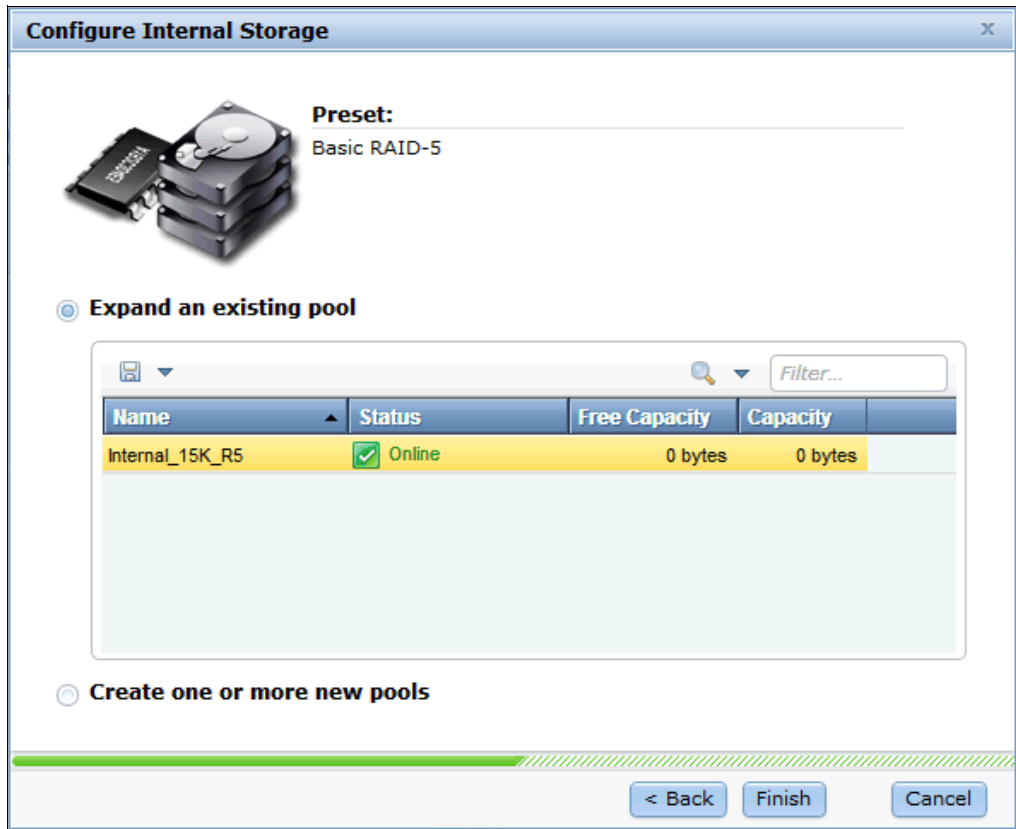 Configure Internal Storage x
Preset:
Basic RAID-5
Expand an existing pool
Filter...
Name Status Free Capacity Capacity
Internal_15K_R5 Online 0 bytes 0 bytes
Create one or more new pools
< Back Finish Cancel